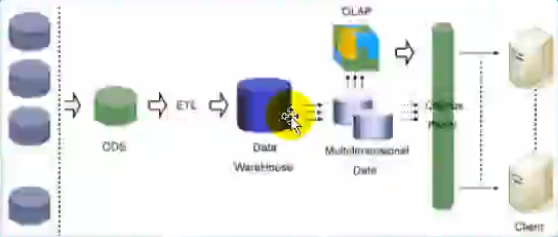 OLAP
ODS
ETL
Data
WareHouse
Multidimensional
Data
Client